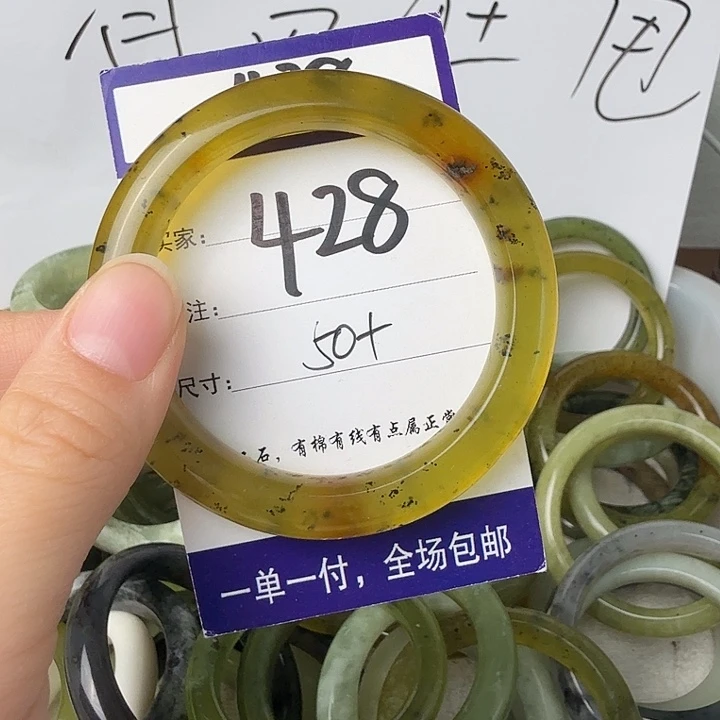 买家：
428
注：
50+
尺寸：
石，有棉有线有点属正常
一单一付，全场包邮